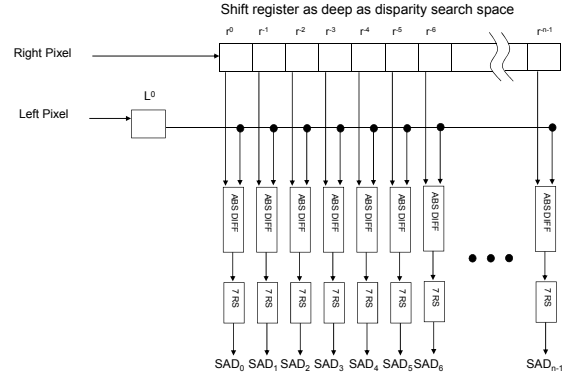 Shift register as deep as disparity search space
r⁰ r⁻¹ r⁻² r⁻³ r⁻⁴ r⁻⁵ r⁻⁶ r⁻ⁿ⁻¹
Right Pixel
L⁰
Left Pixel
ABS DIFF ABS DIFF ABS DIFF ABS DIFF ABS DIFF ABS DIFF ABS DIFF ABS DIFF
7 RS 7 RS 7 RS 7 RS 7 RS 7 RS 7 RS 7 RS
SAD₀ SAD₁ SAD₂ SAD₃ SAD₄ SAD₅ SAD₆ SADₙ₋₁